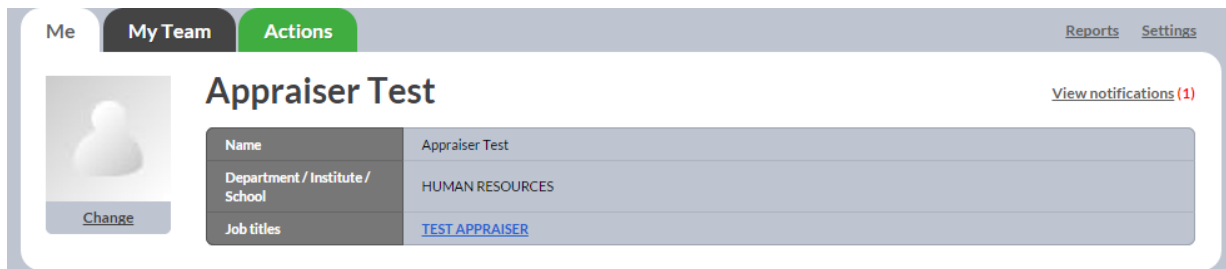 Me My Team Actions Reports Settings
Appraiser Test
View notifications (1)
Name Appraiser Test
Department / Institute /
School HUMAN RESOURCES
Change
Job titles TEST APPRAISER